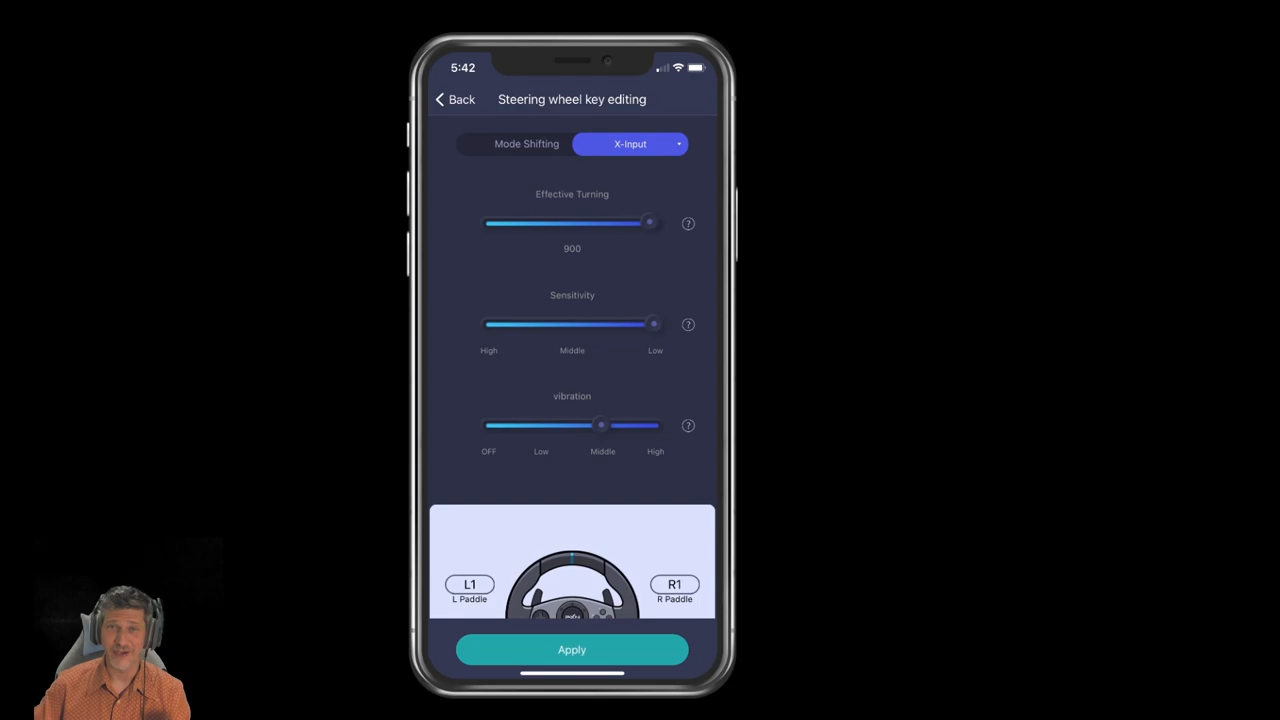 5:42
Back
Steering wheel key editing
Mode Shifting
X-Input
Effective Turning
?
900
Sensitivity
?
High Middle Low
vibration
?
OFF Low Middle High
L1
L Paddle
R1
R Paddle
Apply